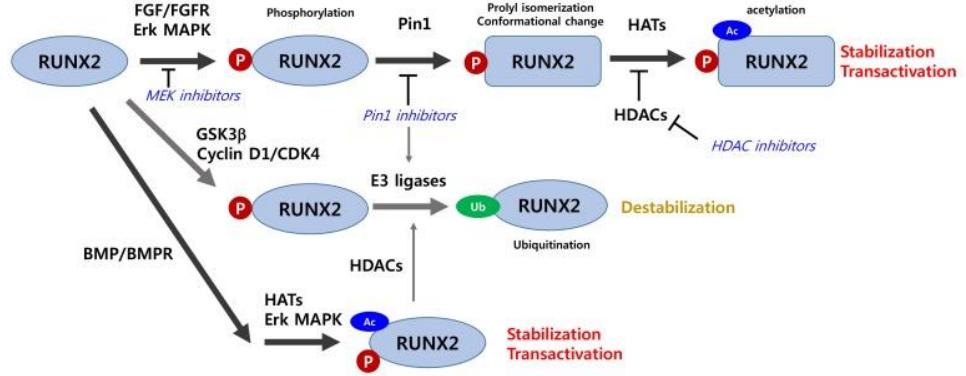 FGF/FGFR
Erk MAPK
Phosphorylation
Pin1
Prolyl isomerization
Conformational change
HATs
acetylation
RUNX2
P
RUNX2
P
RUNX2
Ac
P
RUNX2
Stabilization
Transactivation
MEK inhibitors
Pin1 inhibitors
HDACs
HDAC inhibitors
GSK3β
Cyclin D1/CDK4
E3 ligases
P
RUNX2
Ub
RUNX2
Destabilization
Ubiquitination
BMP/BMPR
HDACs
HATs
Erk MAPK
Ac
P
RUNX2
Stabilization
Transactivation